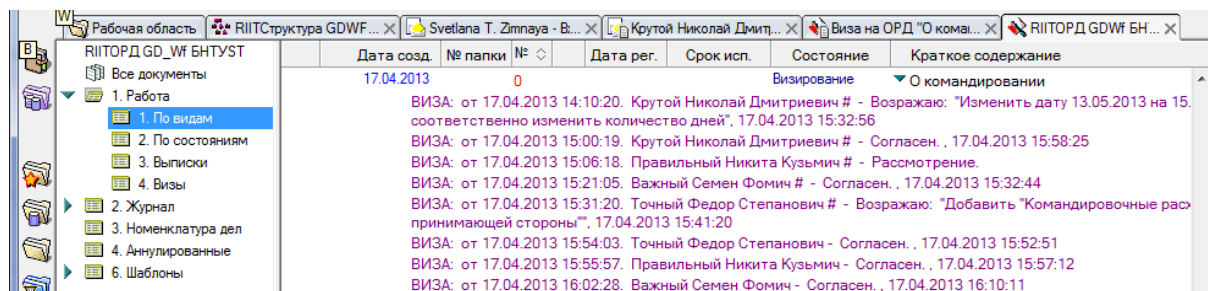 W
Рабочая область RIITСтруктура GDWF ... Svetlana T. Zimnaya - В:... Крутой Николай Дмитр... Виза на ОРД "О коман... RIITОРД GDWf БН...
B
RIITОРД GD_Wf БНТУST
Дата созд. № папки № Дата рег. Срок исп. Состояние Краткое содержание
Все документы
17.04.2013 0 Визирование О командировании
1. Работа
ВИЗА: от 17.04.2013 14:10:20. Крутой Николай Дмитриевич # - Возражаю: "Изменить дату 13.05.2013 на 15.
1. По видам
соответственно изменить количество дней", 17.04.2013 15:32:56
2. По состояниям
ВИЗА: от 17.04.2013 15:00:19. Крутой Николай Дмитриевич # - Согласен. , 17.04.2013 15:58:25
3. Выписки
ВИЗА: от 17.04.2013 15:06:18. Правильный Никита Кузьмич # - Рассмотрение.
4. Визы
ВИЗА: от 17.04.2013 15:21:05. Важный Семен Фомич # - Согласен. , 17.04.2013 15:32:44
2. Журнал
ВИЗА: от 17.04.2013 15:31:20. Точный Федор Степанович # - Возражаю: "Добавить "Командировочные расх
3. Номенклатура дел
принимающей стороны"", 17.04.2013 15:41:20
4. Аннулированные
ВИЗА: от 17.04.2013 15:54:03. Точный Федор Степанович - Согласен. , 17.04.2013 15:52:51
6. Шаблоны
ВИЗА: от 17.04.2013 15:55:57. Правильный Никита Кузьмич - Согласен. , 17.04.2013 15:57:12
ВИЗА: от 17.04.2013 16:02:28. Важный Семен Фомич - Согласен. , 17.04.2013 16:10:11